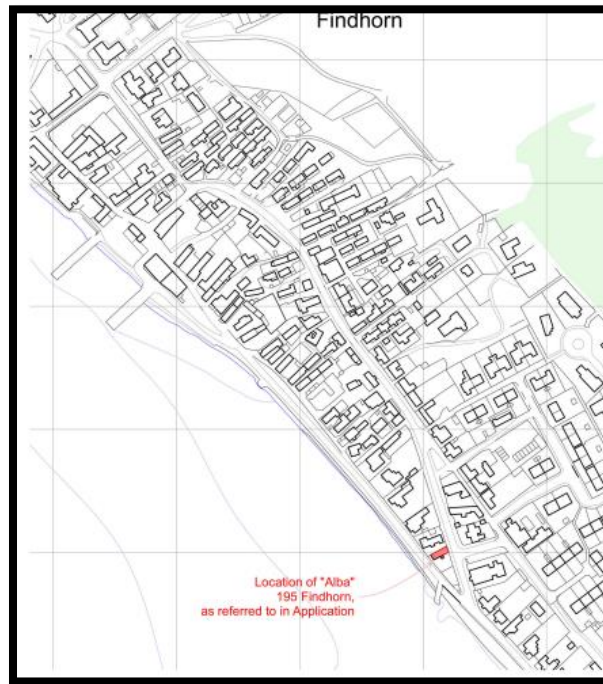 Findhorn
Location of "Alba"
195 Findhorn,
as referred to in Application